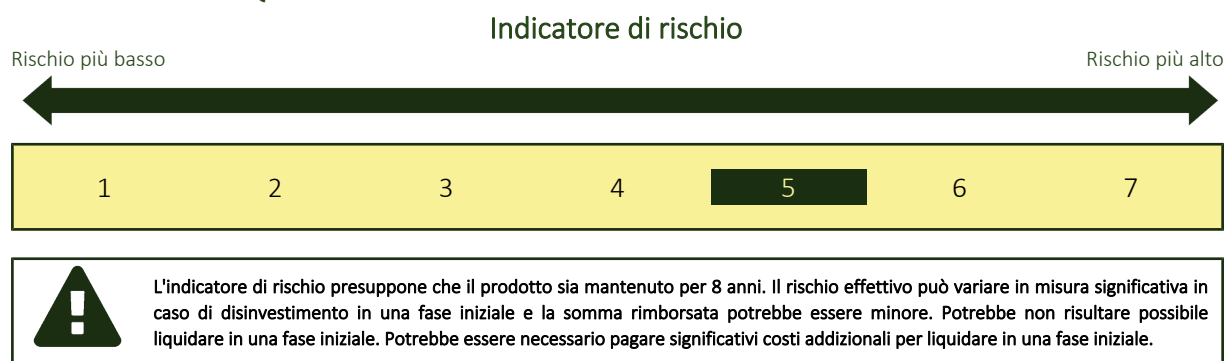 Indicatore di rischio
Rischio più basso
Rischio più alto
1 2 3 4 5 6 7
L'indicatore di rischio presuppone che il prodotto sia mantenuto per 8 anni. Il rischio effettivo può variare in misura significativa in
caso di disinvestimento in una fase iniziale e la somma rimborsata potrebbe essere minore. Potrebbe non risultare possibile
liquidare in una fase iniziale. Potrebbe essere necessario pagare significativi costi addizionali per liquidare in una fase iniziale.